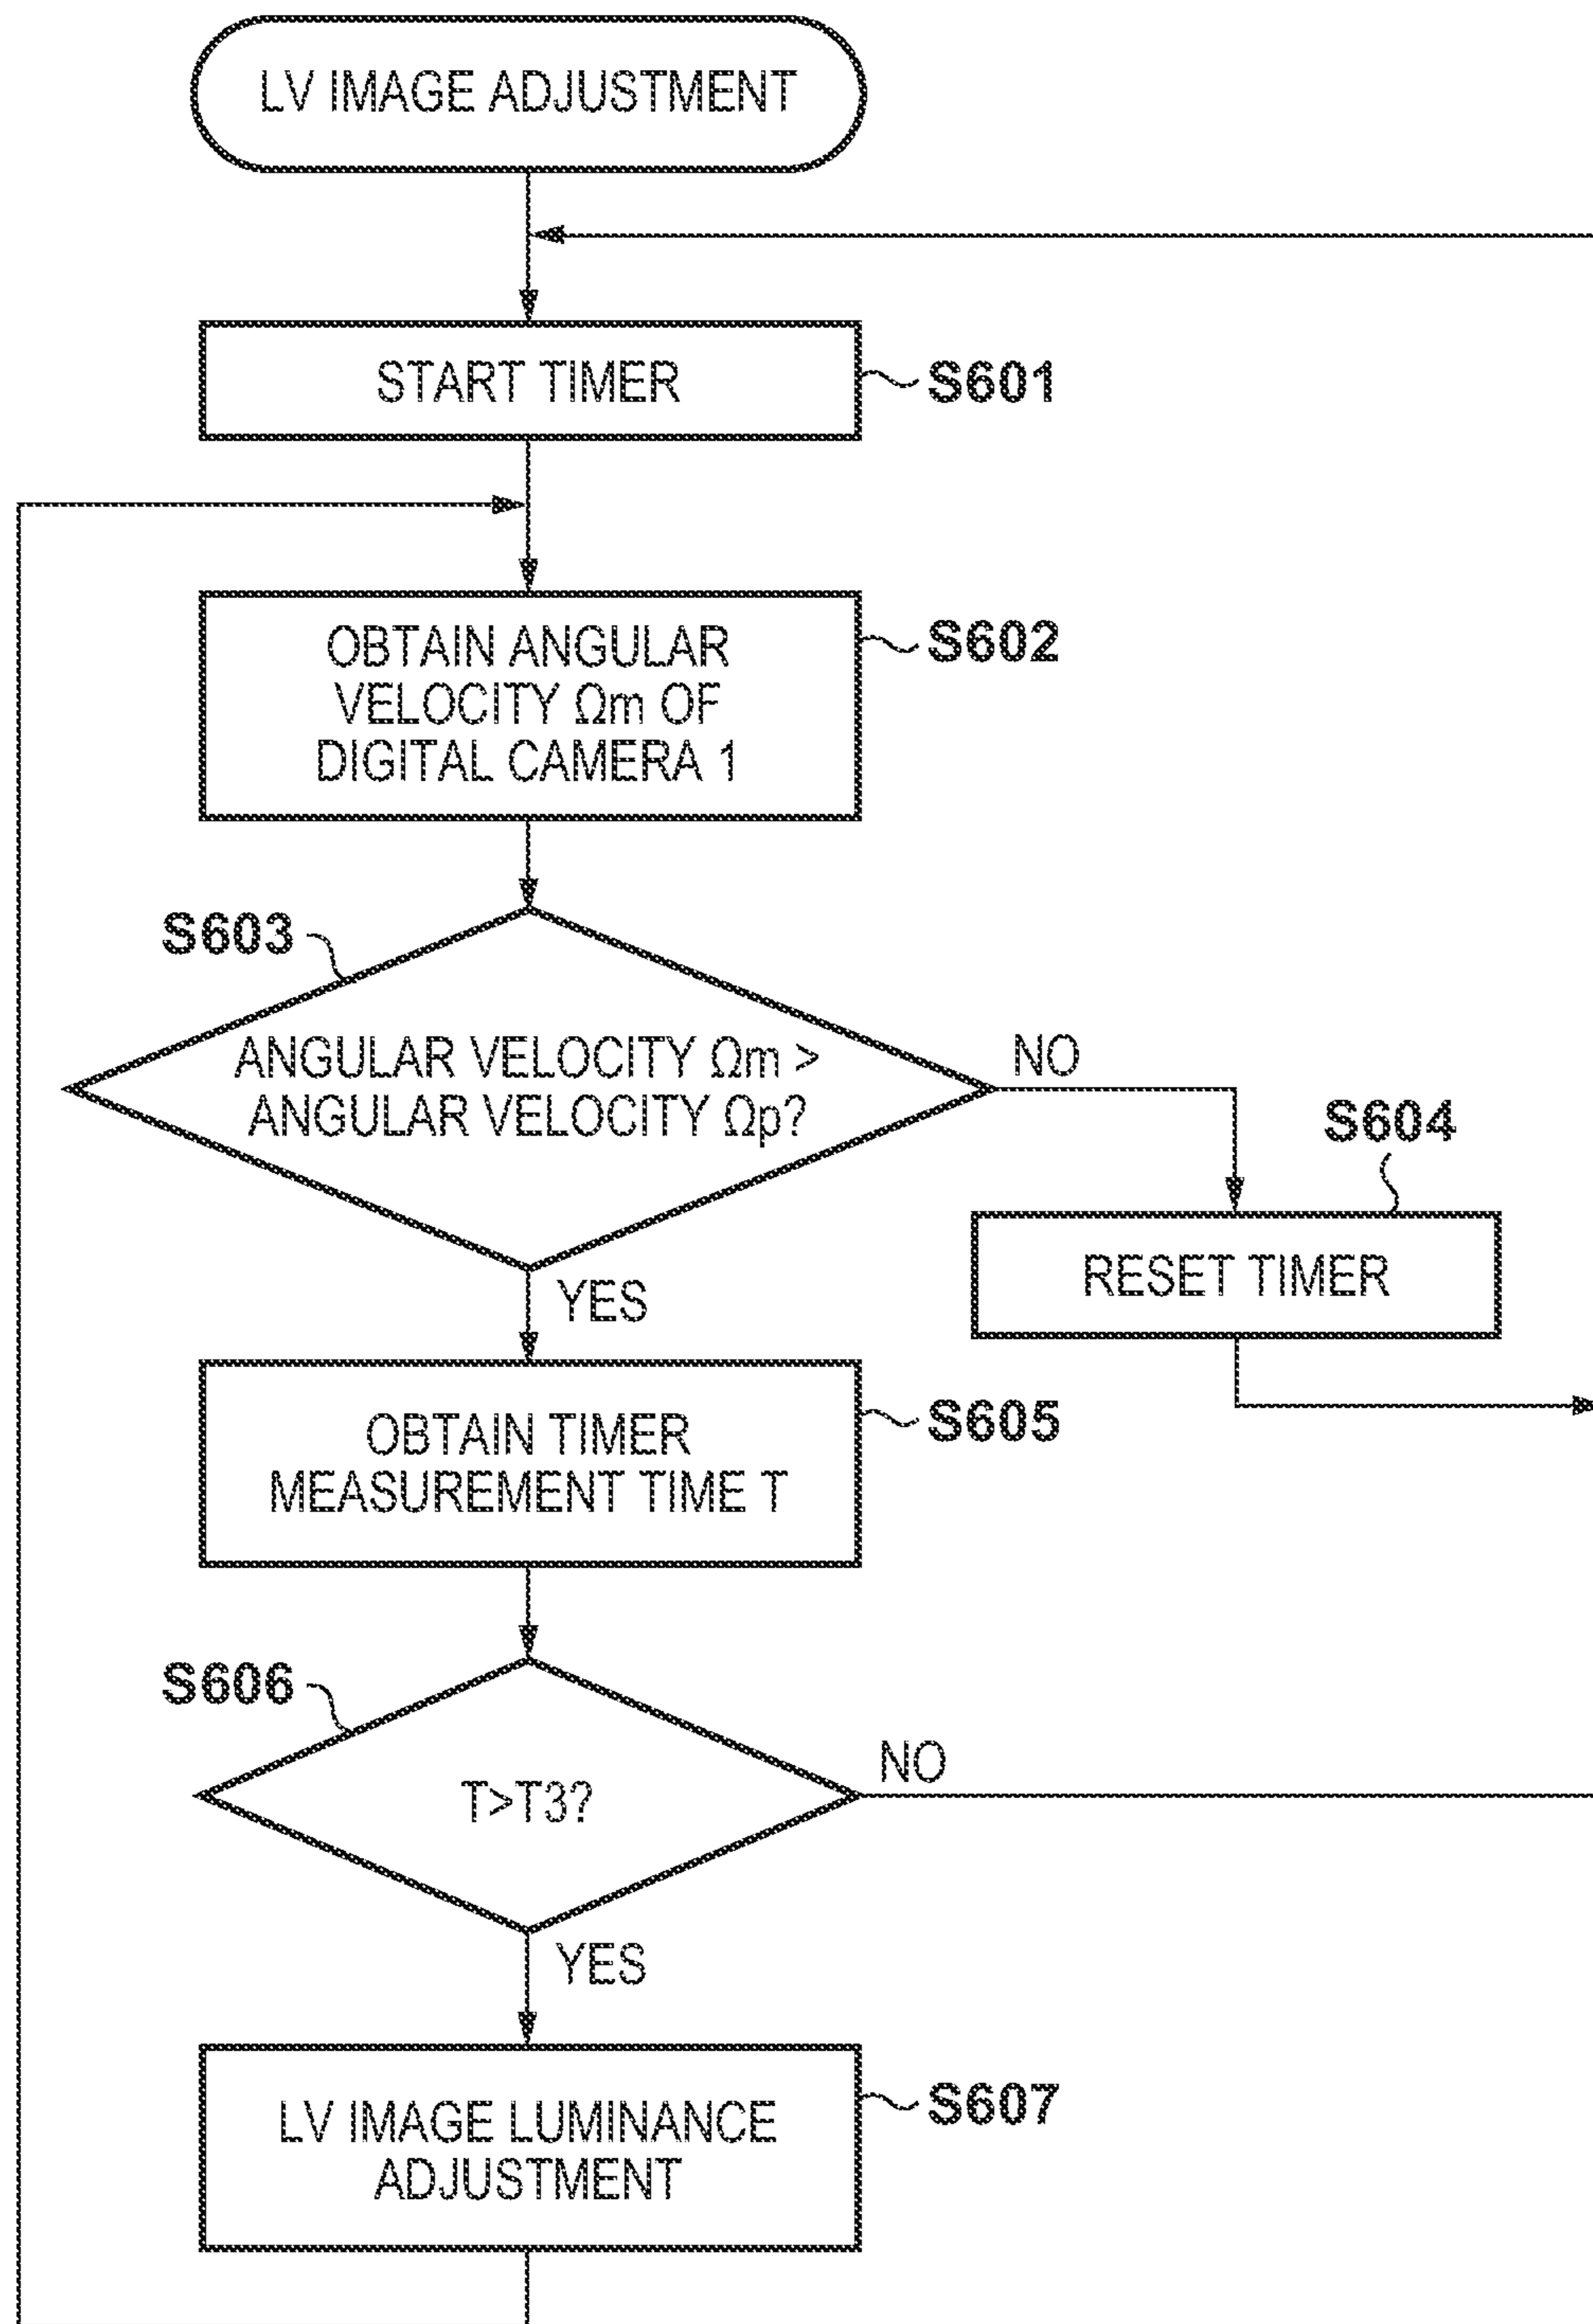 LV IMAGE ADJUSTMENT
START TIMER
S601
OBTAIN ANGULAR
VELOCITY Ωm OF
DIGITAL CAMERA 1
S602
S603
ANGULAR VELOCITY Ωm >
ANGULAR VELOCITY Ωp?
NO
S604
RESET TIMER
YES
OBTAIN TIMER
MEASUREMENT TIME T
S605
S606
T>T3?
NO
YES
LV IMAGE LUMINANCE
ADJUSTMENT
S607